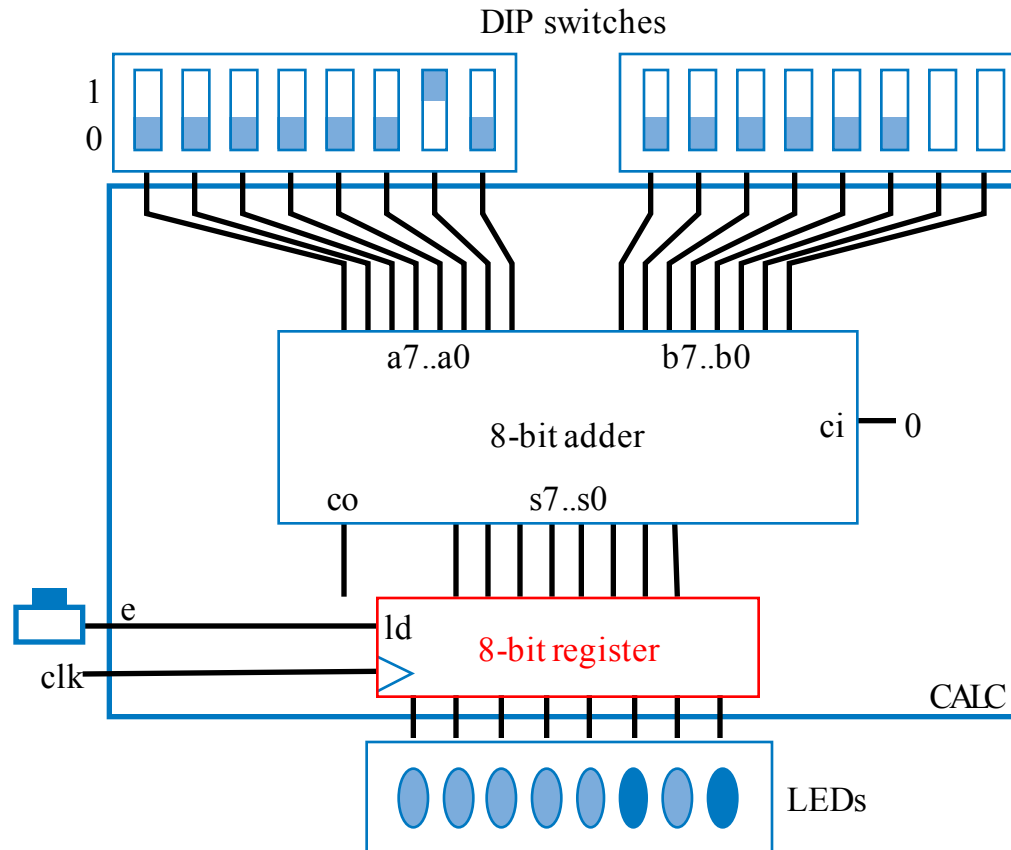 DIP switches
1
0
a7..a0
b7..b0
8-bit adder
ci
0
co
s7..s0
e
ld
8-bit register
clk
CALC
LEDs